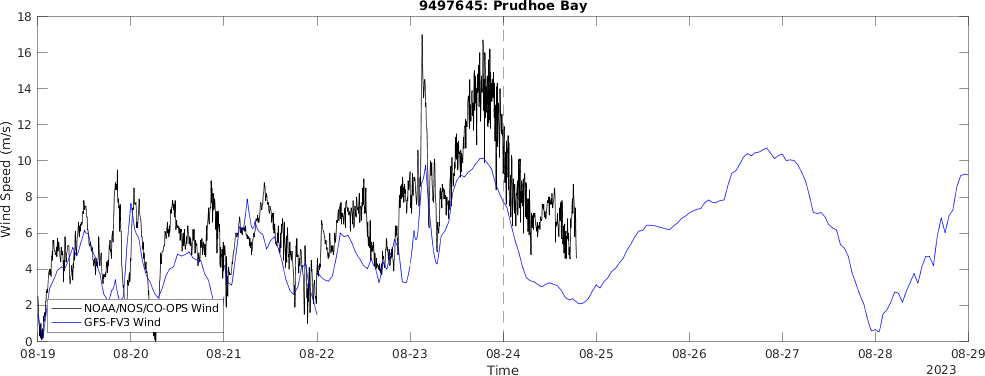 9497645: Prudhoe Bay
18
16
14
12
10
8
6
4
2
0
Wind Speed (m/s)
NOAA/NOS/CO-OPS Wind
GFS-FV3 Wind
08-19 08-20 08-21 08-22 08-23 08-24 08-25 08-26 08-27 08-28 08-29
Time
2023